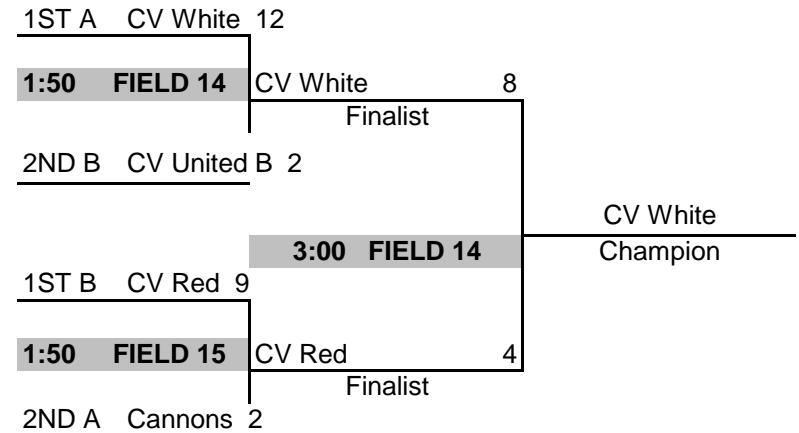 1ST A CV White 12
1:50 FIELD 14 CV White 8
Finalist
2ND B CV United B 2
CV White
3:00 FIELD 14 Champion
1ST B CV Red 9
1:50 FIELD 15 CV Red 4
Finalist
2ND A Cannons 2